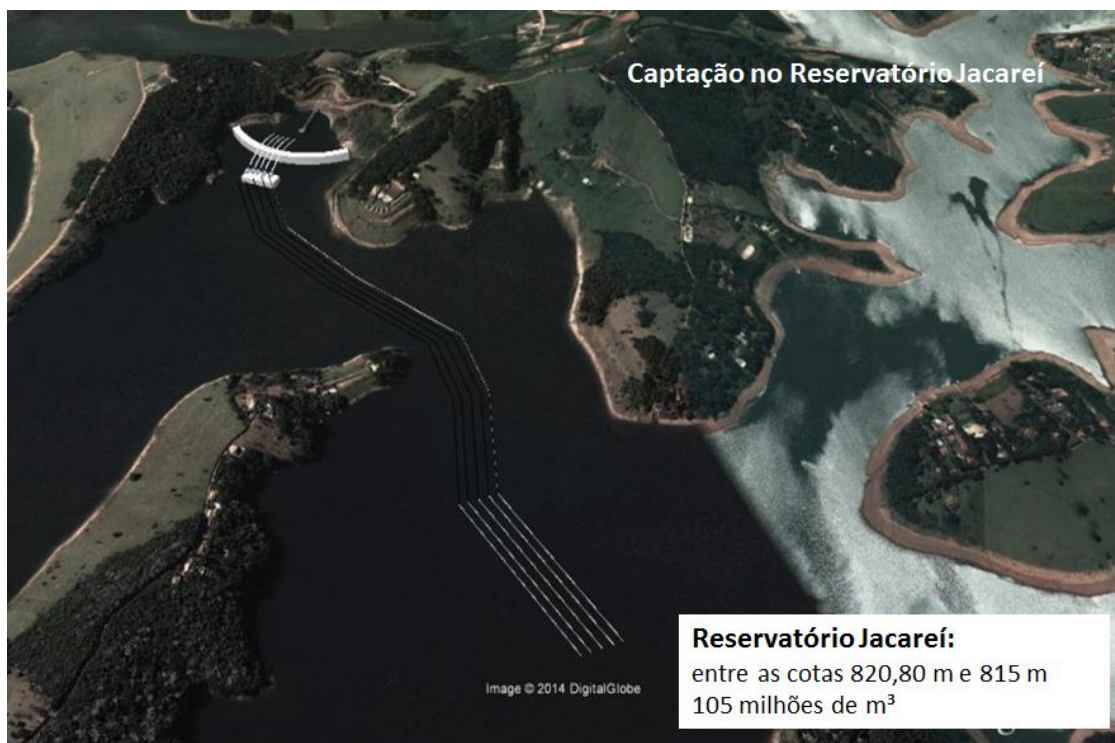 Captação no Reservatório Jacareí
Reservatório Jacareí:
entre as cotas 820,80 m e 815 m
105 milhões de m³
Image © 2014 DigitalGlobe